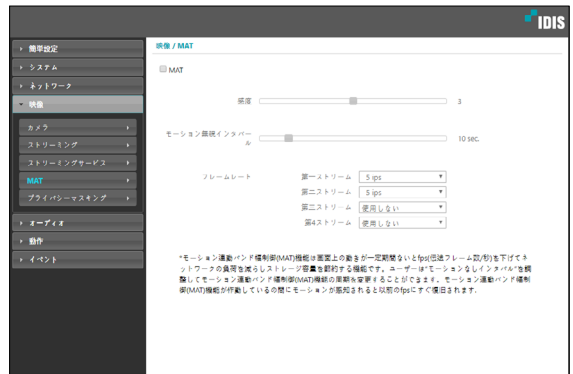 IDIS
簡単設定
システム
ネットワーク
映像
カメラ
ストリーミング
ストリーミングサービス
MAT
プライバシーマスキング
オーディオ
動作
イベント
映像 / MAT
MAT
感度 3
モーション無視インタバー
ル 10 sec.
フレームレート 第一ストリーム 5 ips
第二ストリーム 5 ips
第三ストリーム 使用しない
第4ストリーム 使用しない
*モーション連動バンド幅制御(MAT)機能は画面上の動きが一定期間ないとfps(伝送フレーム数/秒)を下げてネ
ットワークの負荷を減らしストレージ容量を節約する機能です。ユーザーは"モーションなしインタバル"を調
整してモーション連動バンド幅制御(MAT)機能の周期を変更することができます。モーション連動バンド幅制
御(MAT)機能が作動しているの間にモーションが感知されると以前のfpsにすぐ復旧されます.